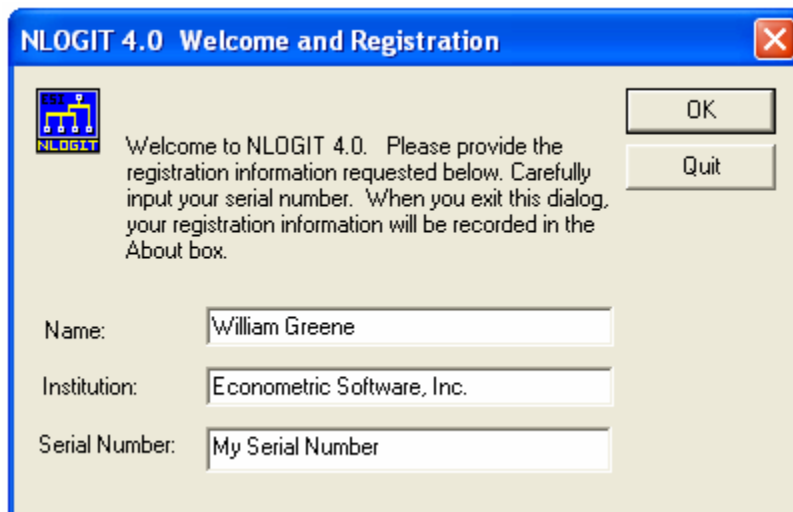 NLOGIT 4.0 Welcome and Registration
ESI
NLOGIT
OK
Quit
Welcome to NLOGIT 4.0. Please provide the
registration information requested below. Carefully
input your serial number. When you exit this dialog,
your registration information will be recorded in the
About box.
Name: William Greene
Institution: Econometric Software, Inc.
Serial Number: My Serial Number